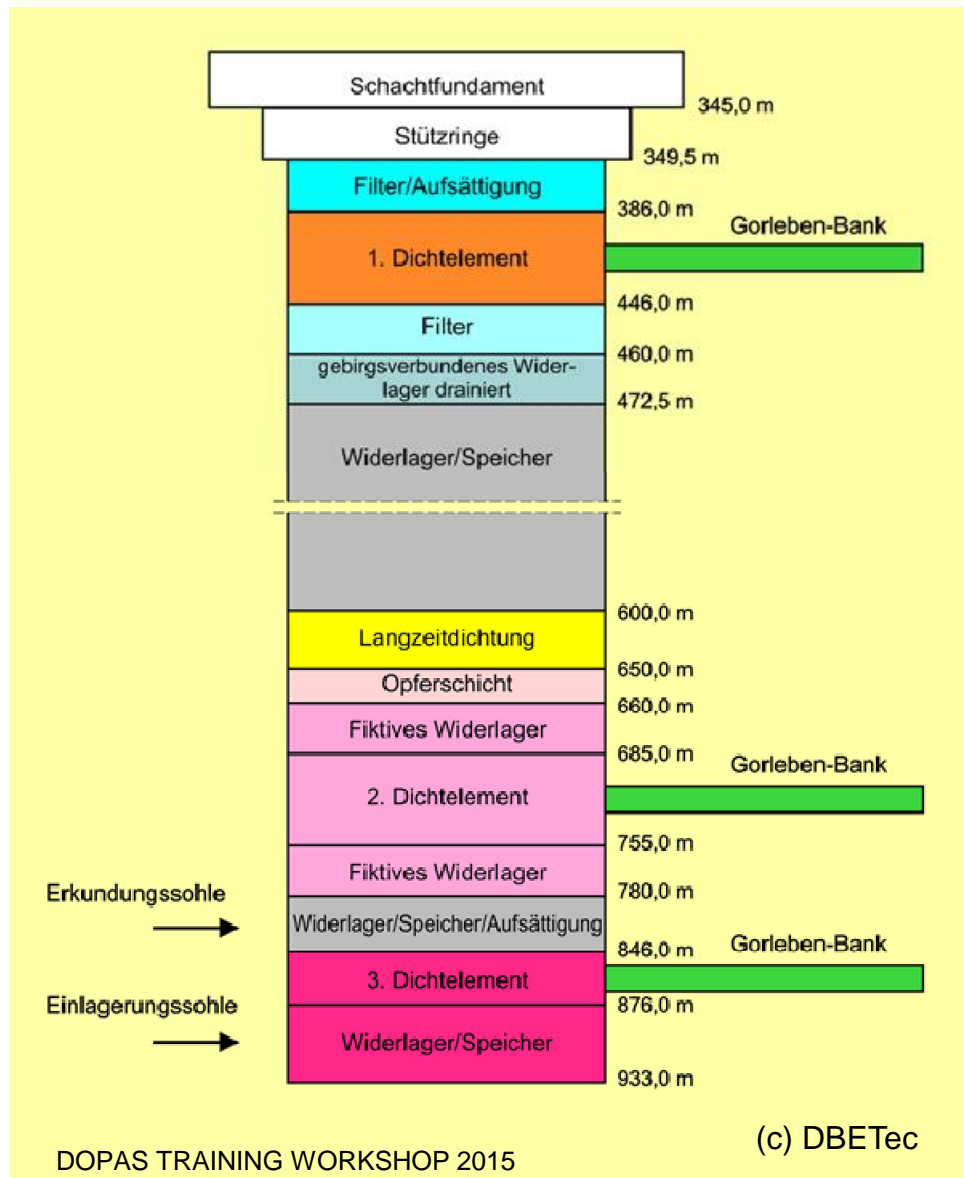 Schachtfundament
345,0 m
Stützringe
349,5 m
Filter/Aufsättigung
386,0 m
Gorleben-Bank
1. Dichtelement
446,0 m
Filter
460,0 m
gebirgsverbundenes Wider-
lager drainiert
472,5 m
Widerlager/Speicher
600,0 m
Langzeitdichtung
650,0 m
Opferschicht
660,0 m
Fiktives Widerlager
685,0 m
Gorleben-Bank
2. Dichtelement
755,0 m
Fiktives Widerlager
780,0 m
Erkundungssohle
Widerlager/Speicher/Aufsättigung
846,0 m
Gorleben-Bank
3. Dichtelement
876,0 m
Einlagerungssohle
Widerlager/Speicher
933,0 m
(c) DBETec
DOPAS TRAINING WORKSHOP 2015